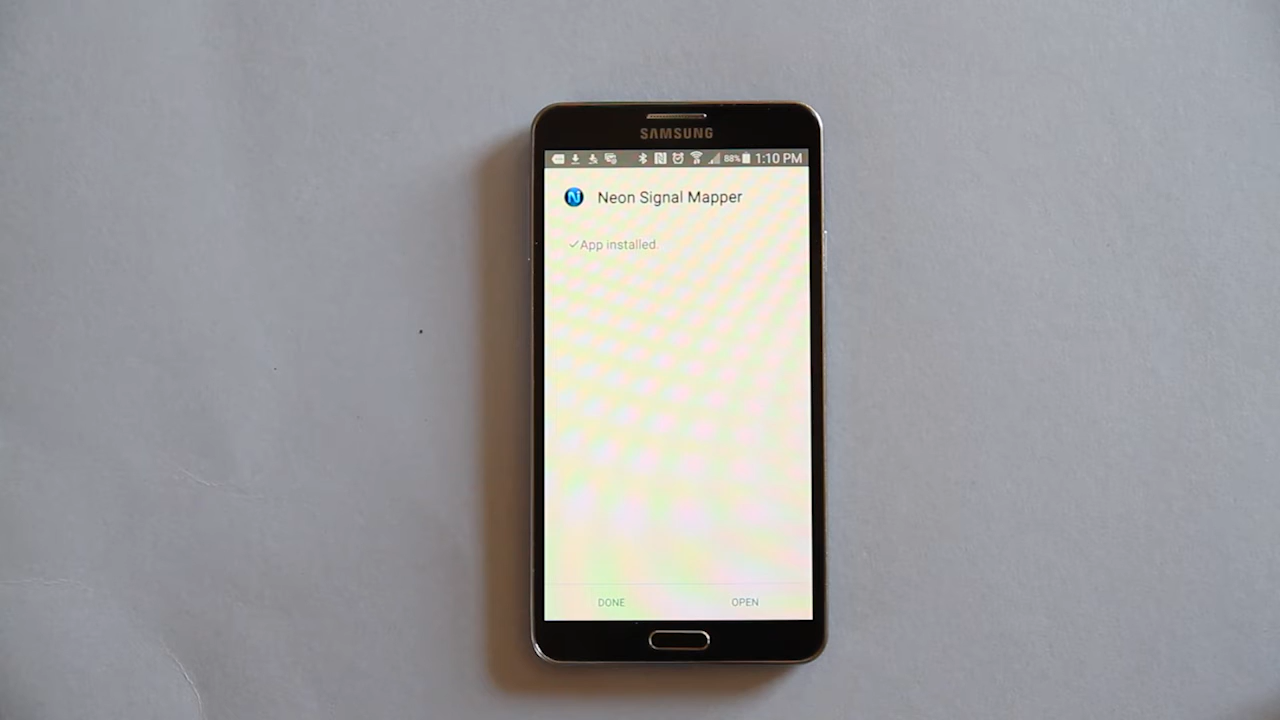 SAMSUNG
88% 1:10 PM
Neon Signal Mapper
✓App installed.
DONE OPEN